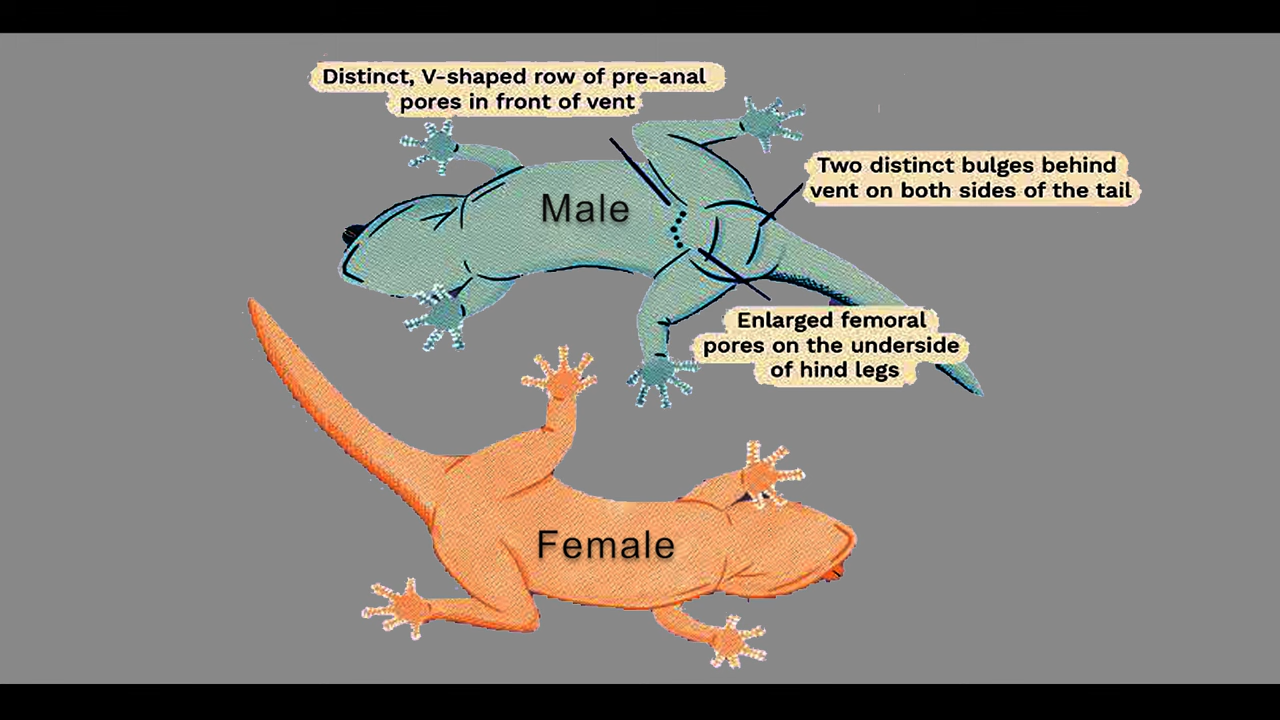 Distinct, V-shaped row of pre-anal
pores in front of vent
Two distinct bulges behind
vent on both sides of the tail
Male
Enlarged femoral
pores on the underside
of hind legs
Female